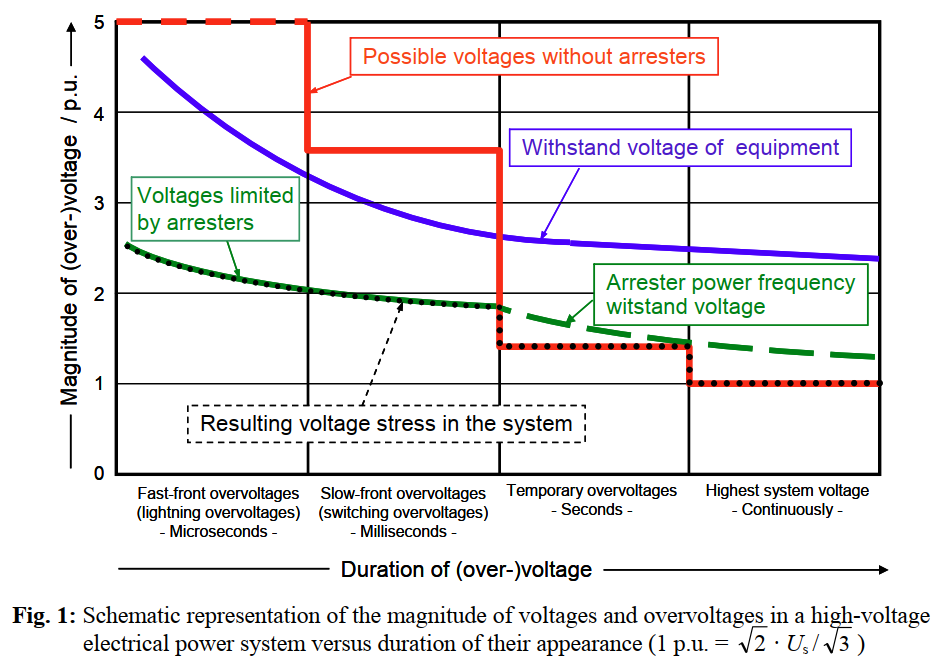 5
4
3
2
1
0
Magnitude of (over-)voltage / p.u.
Possible voltages without arresters
Withstand voltage of equipment
Voltages limited
by arresters
Arrester power frequency
witstand voltage
Resulting voltage stress in the system
Fast-front overvoltages
(lightning overvoltages)
- Microseconds -
Slow-front overvoltages
(switching overvoltages)
- Milliseconds -
Temporary overvoltages
- Seconds -
Highest system voltage
- Continuously -
Duration of (over-)voltage
Fig. 1: Schematic representation of the magnitude of voltages and overvoltages in a high-voltage
electrical power system versus duration of their appearance (1 p.u. = √2 · Us / √3 )